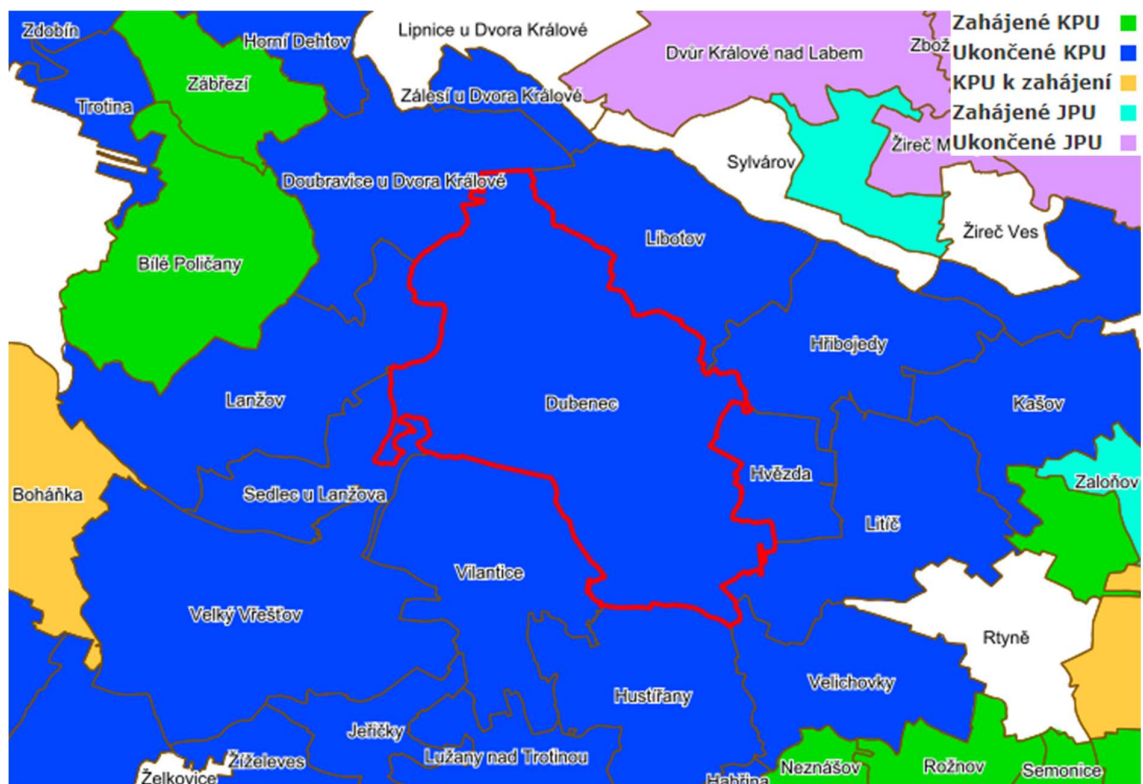 Zdobín
Horní Dehtov
Lipnice u Dvora Králové
Dvůr Králové nad Labem
Zbož
Zahájené KPU
Ukončené KPU
KPU k zahájení
Zahájené JPU
Ukončené JPU
Zábřezí
Trotina
Zálesí u Dvora Králové
Žireč M
Sylvárov
Doubravice u Dvora Králové
Žireč Ves
Libotov
Bílé Poličany
Hřibojedy
Lanžov
Dubenec
Kašov
Boháňka
Sedlec u Lanžova
Hvězda
Zaloňov
Litíč
Vilantice
Velký Vřešťov
Rtyně
Hustířany
Velichovky
Jeřičky
Lužany nad Trotinou
Žíželeves
Želkovice
Habřina
Neznášov
Rožnov
Semonice